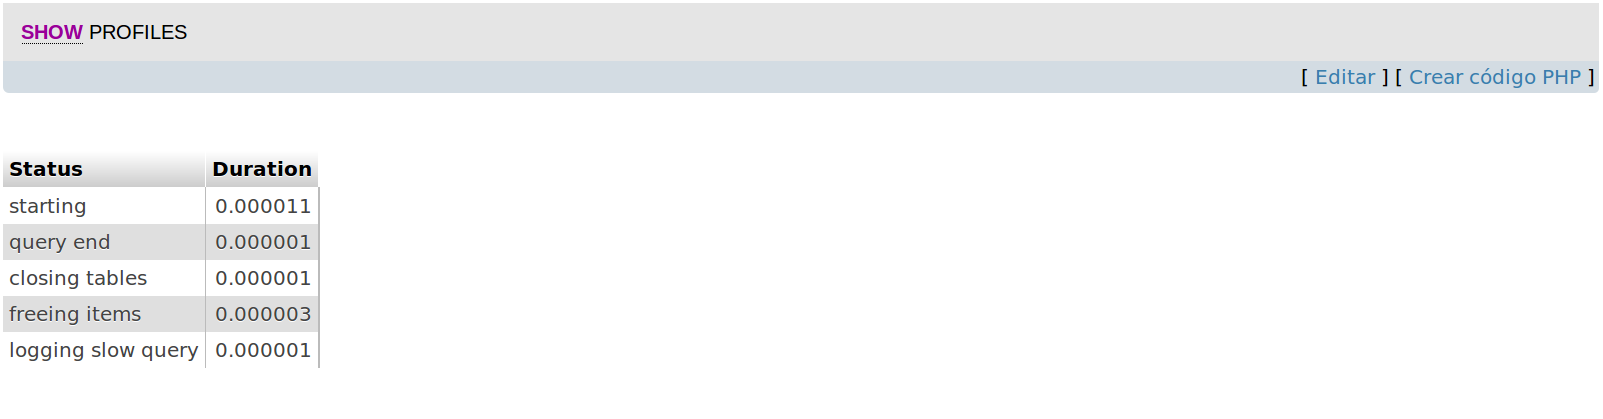 SHOW PROFILES
[ Editar ] [ Crear código PHP ]
Status Duration
starting 0.000011
query end 0.000001
closing tables 0.000001
freeing items 0.000003
logging slow query 0.000001